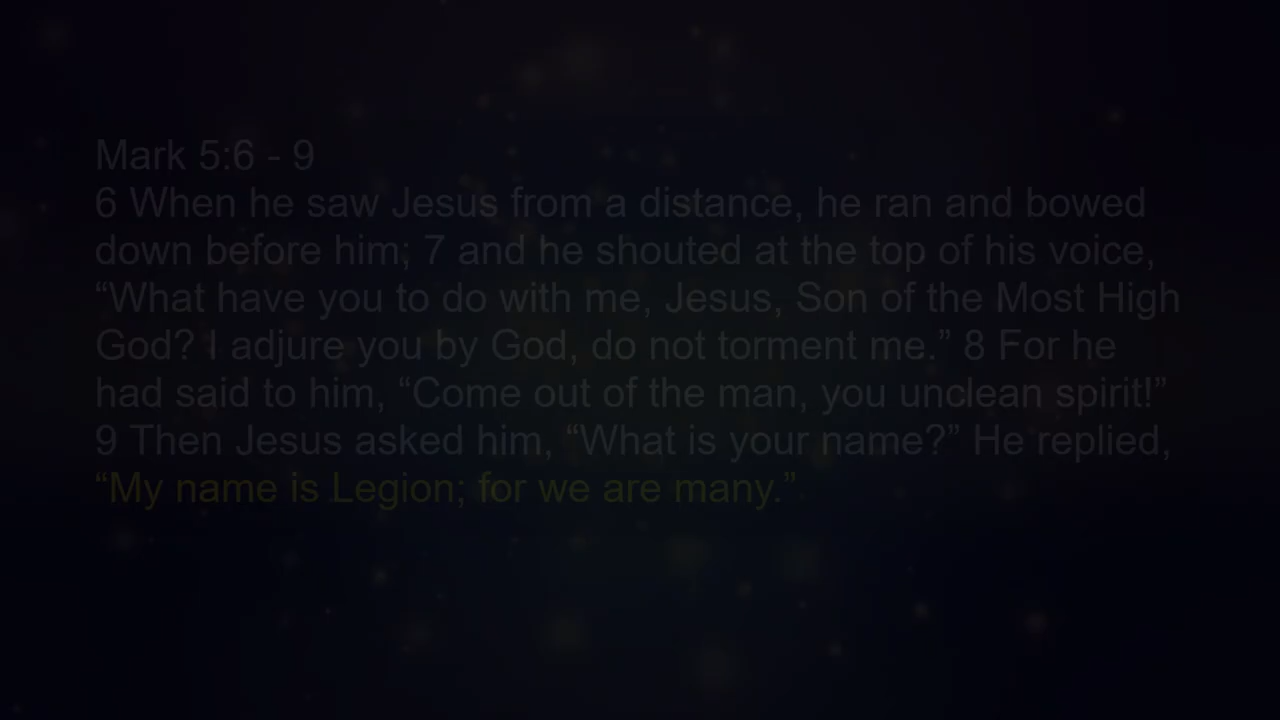 Mark 5:6 - 9
6 When he saw Jesus from a distance, he ran and bowed
down before him; 7 and he shouted at the top of his voice,
“What have you to do with me, Jesus, Son of the Most High
God? I adjure you by God, do not torment me.” 8 For he
had said to him, “Come out of the man, you unclean spirit!”
9 Then Jesus asked him, “What is your name?” He replied,
“My name is Legion; for we are many.”